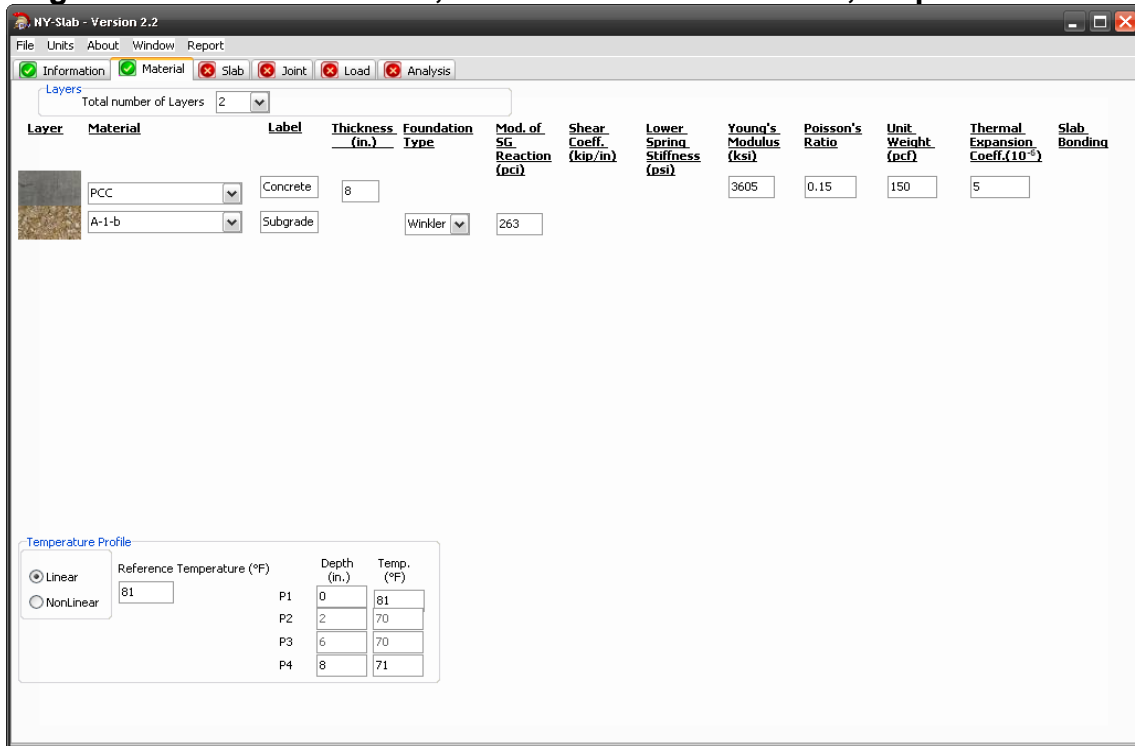 NY-Slab - Version 2.2
File Units About Window Report
Information Material Slab Joint Load Analysis
Layers
Total number of Layers 2
Layer Material Label Thickness (in.) Foundation Type Mod. of SG Reaction (pci) Shear Coeff. (kip/in) Lower Spring Stiffness (psi) Young's Modulus (ksi) Poisson's Ratio Unit Weight (pcf) Thermal Expansion Coeff.(10⁻⁶) Slab Bonding
PCC Concrete 8 3605 0.15 150 5
A-1-b Subgrade Winkler 263
Temperature Profile
Linear
NonLinear
Reference Temperature (°F)
81
Depth (in.) Temp. (°F)
P1 0 81
P2 2 70
P3 6 70
P4 8 71